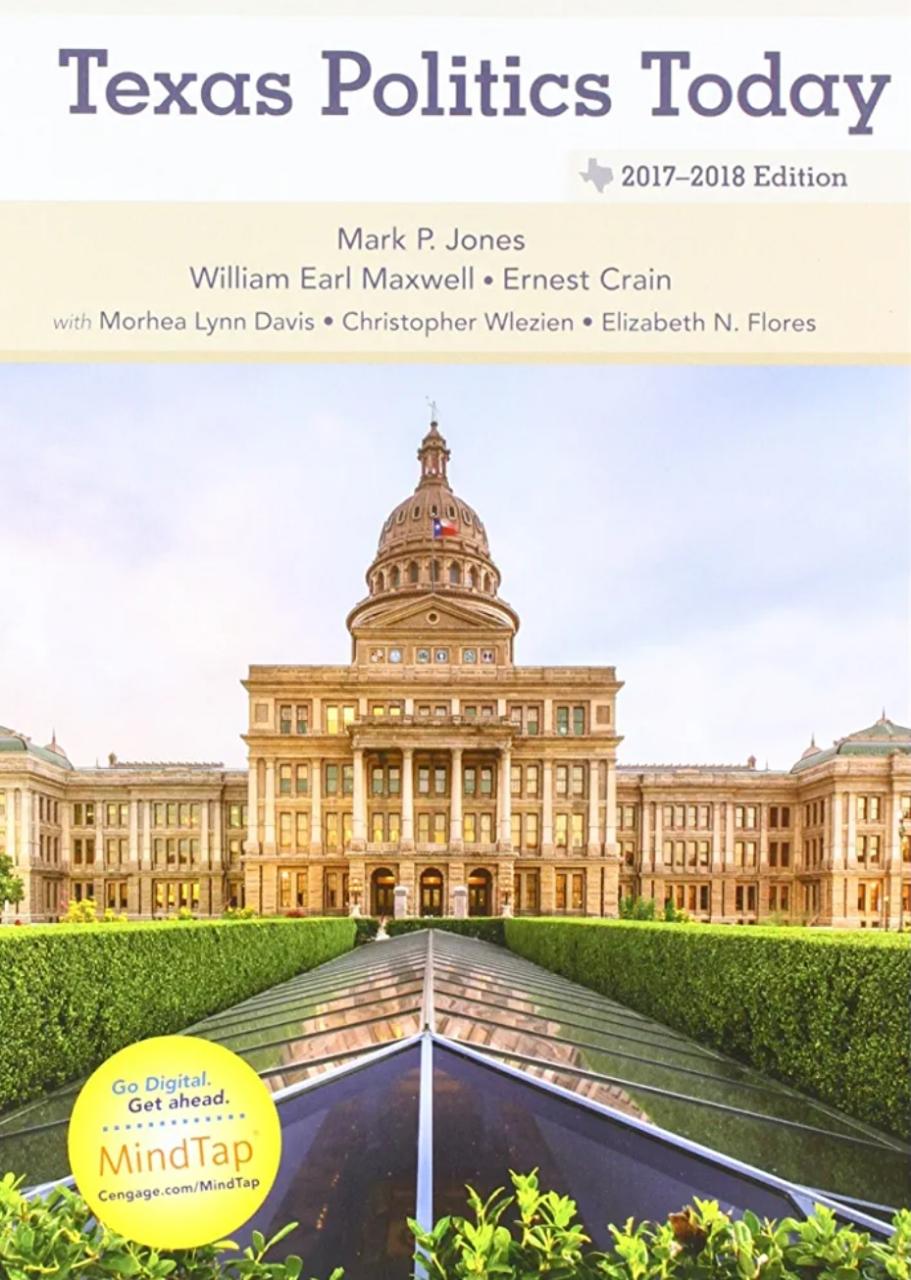 Texas Politics Today
2017–2018 Edition
Mark P. Jones
William Earl Maxwell • Ernest Crain
with Morhea Lynn Davis • Christopher Wlezien • Elizabeth N. Flores
Go Digital.
Get ahead.
MindTap
Cengage.com/MindTap